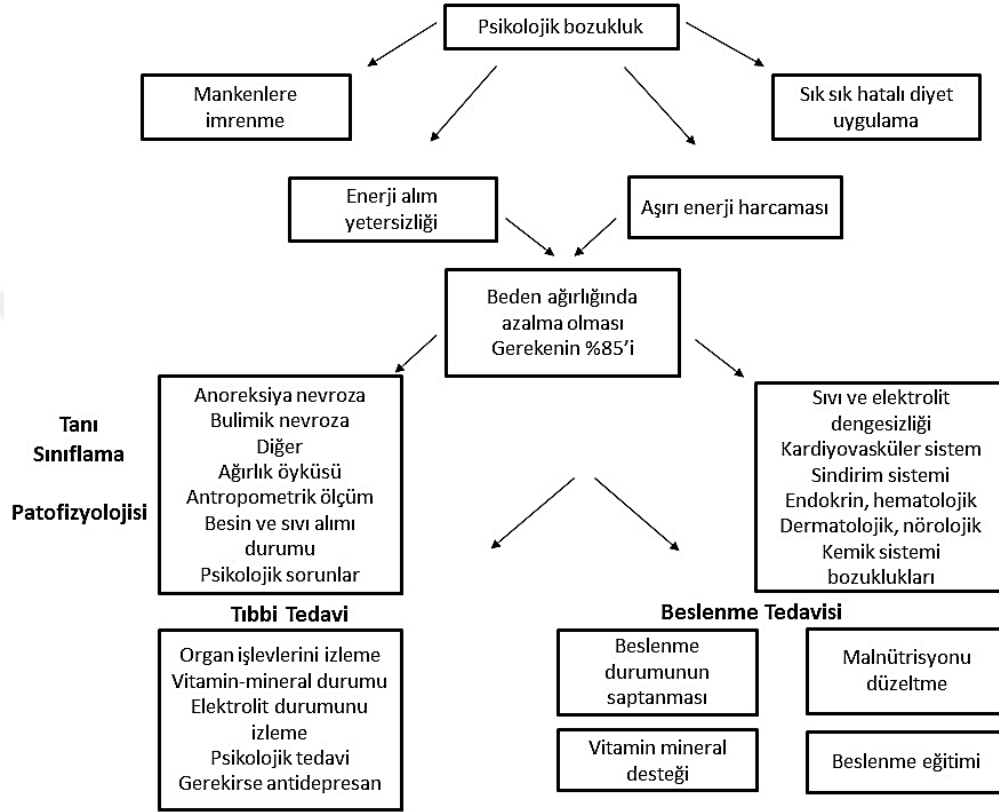 Psikolojik bozukluk
Mankenlere
imrenme
Sık sık hatalı diyet
uygulama
Enerji alım
yetersizliği
Aşırı enerji harcaması
Beden ağırlığında
azalma olması
Gerekenin %85'i
Tanı
Sınıflama
Patofizyolojisi
Anoreksiya nevroza
Bulimik nevroza
Diğer
Ağırlık öyküsü
Antropometrik ölçüm
Besin ve sıvı alımı
durumu
Psikolojik sorunlar
Sıvı ve elektrolit
dengesizliği
Kardiyovasküler sistem
Sindirim sistemi
Endokrin, hematolojik
Dermatolojik, nörolojik
Kemik sistemi
bozuklukları
Tıbbi Tedavi
Organ işlevlerini izleme
Vitamin-mineral durumu
Elektrolit durumunu
izleme
Psikolojik tedavi
Gerekirse antidepresan
Beslenme Tedavisi
Beslenme
durumunun
saptanması
Malnütrisyonu
düzeltme
Vitamin mineral
desteği
Beslenme eğitimi